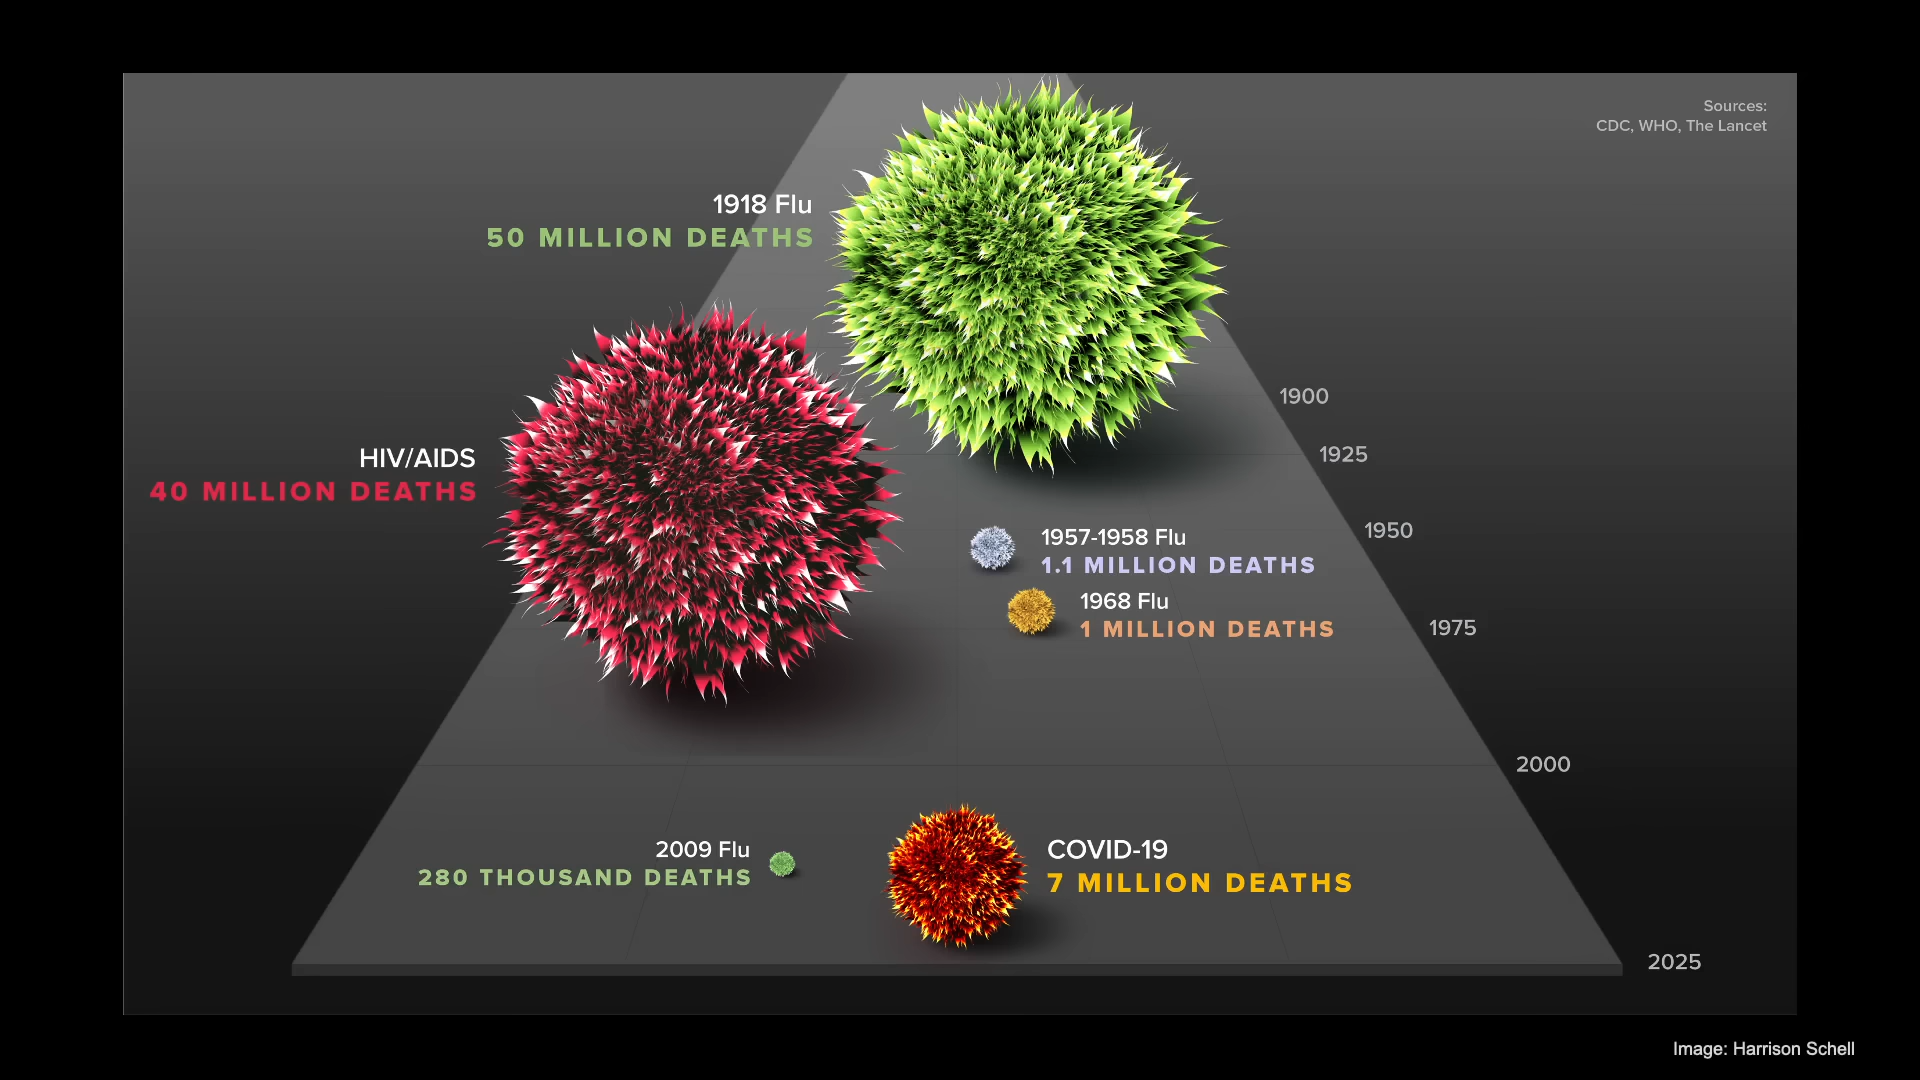 Sources:
CDC, WHO, The Lancet
1918 Flu
50 MILLION DEATHS
1900
1925
HIV/AIDS
40 MILLION DEATHS
1950
1957-1958 Flu
1.1 MILLION DEATHS
1968 Flu
1 MILLION DEATHS
1975
2000
2009 Flu
280 THOUSAND DEATHS
COVID-19
7 MILLION DEATHS
2025
Image: Harrison Schell